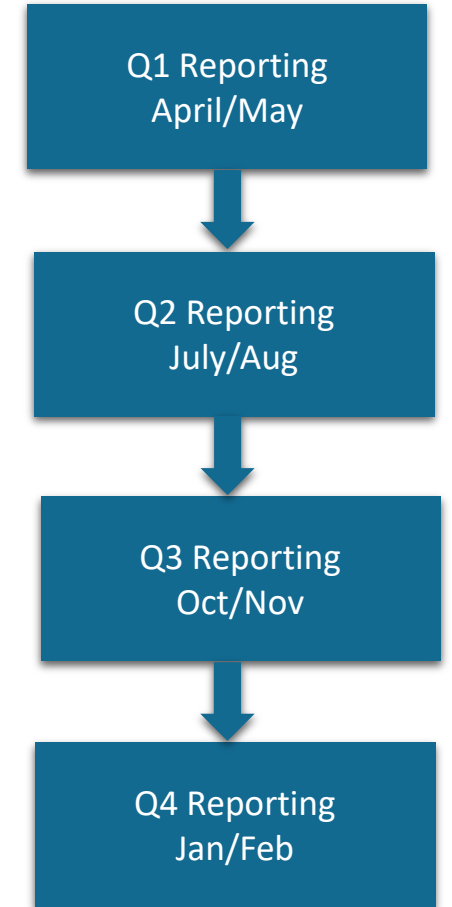 Q1 Reporting
April/May
Q2 Reporting
July/Aug
Q3 Reporting
Oct/Nov
Q4 Reporting
Jan/Feb